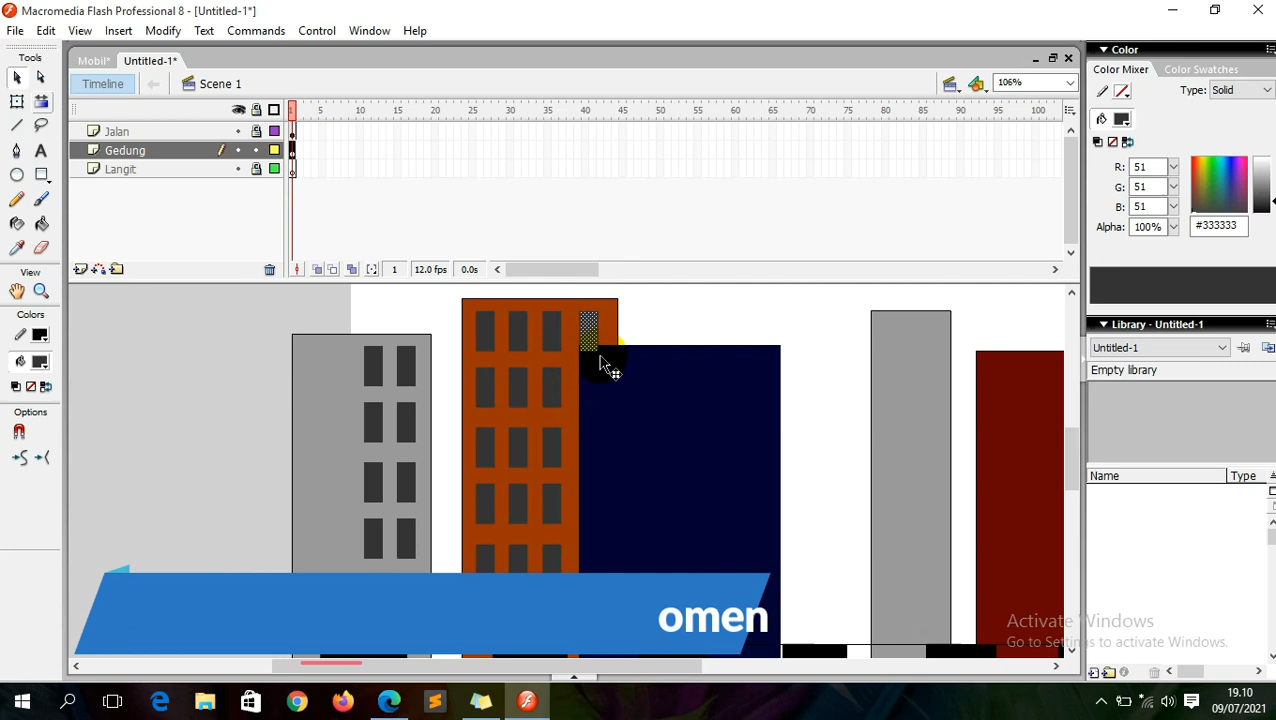 Macromedia Flash Professional 8 - [Untitled-1*]
File Edit View Insert Modify Text Commands Control Window Help
Tools
View
Colors
Options
Mobil* Untitled-1*
Timeline Scene 1 106%
1 5 10 15 20 25 30 35 40 45 50 55 60 65 70 75 80 85 90 95 100
Jalan
Gedung
Langit
1 12.0 fps 0.0s
Color
Color Mixer Color Swatches
Type: Solid
R: 51
G: 51
B: 51
Alpha: 100% #333333
Library - Untitled-1
Untitled-1
Empty library
Name Type
omen
Activate Windows
Go to Settings to activate Windows.
19.10
09/07/2021